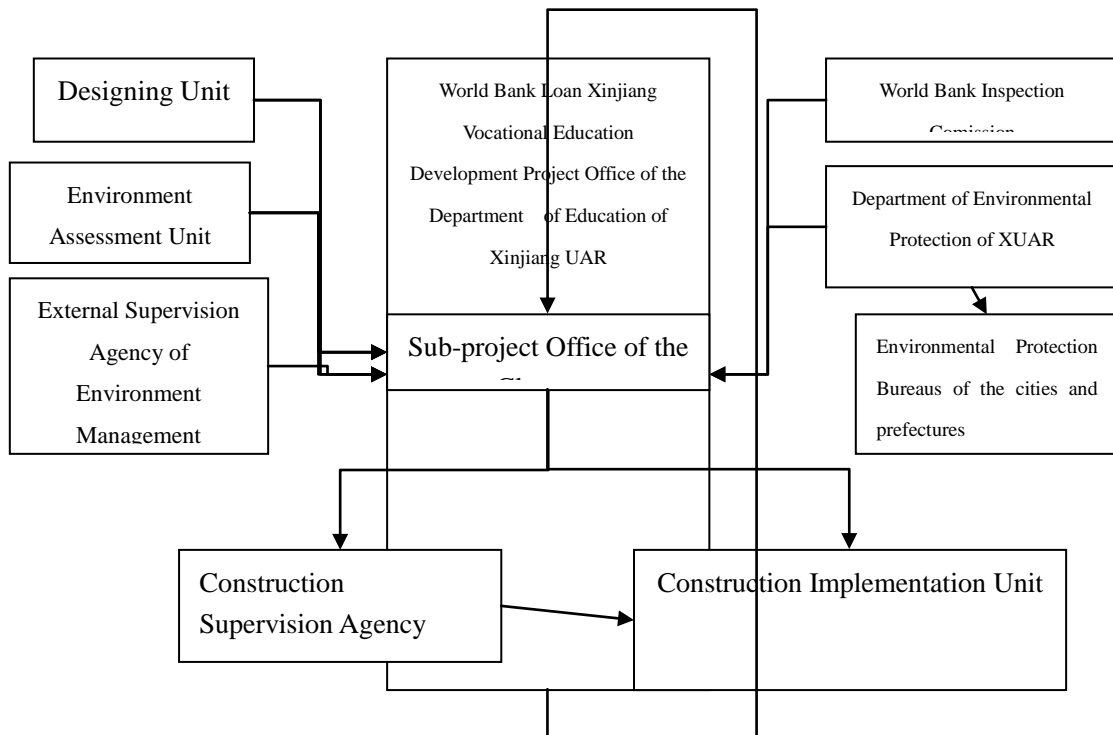 Designing Unit
Environment
Assessment Unit
External Supervision
Agency of
Environment
Management
World Bank Loan Xinjiang
Vocational Education
Development Project Office of the
Department of Education of
Xinjiang UAR
Sub-project Office of the
World Bank Inspection
Comission
Department of Environmental
Protection of XUAR
Environmental Protection
Bureaus of the cities and
prefectures
Construction
Supervision Agency
Construction Implementation Unit